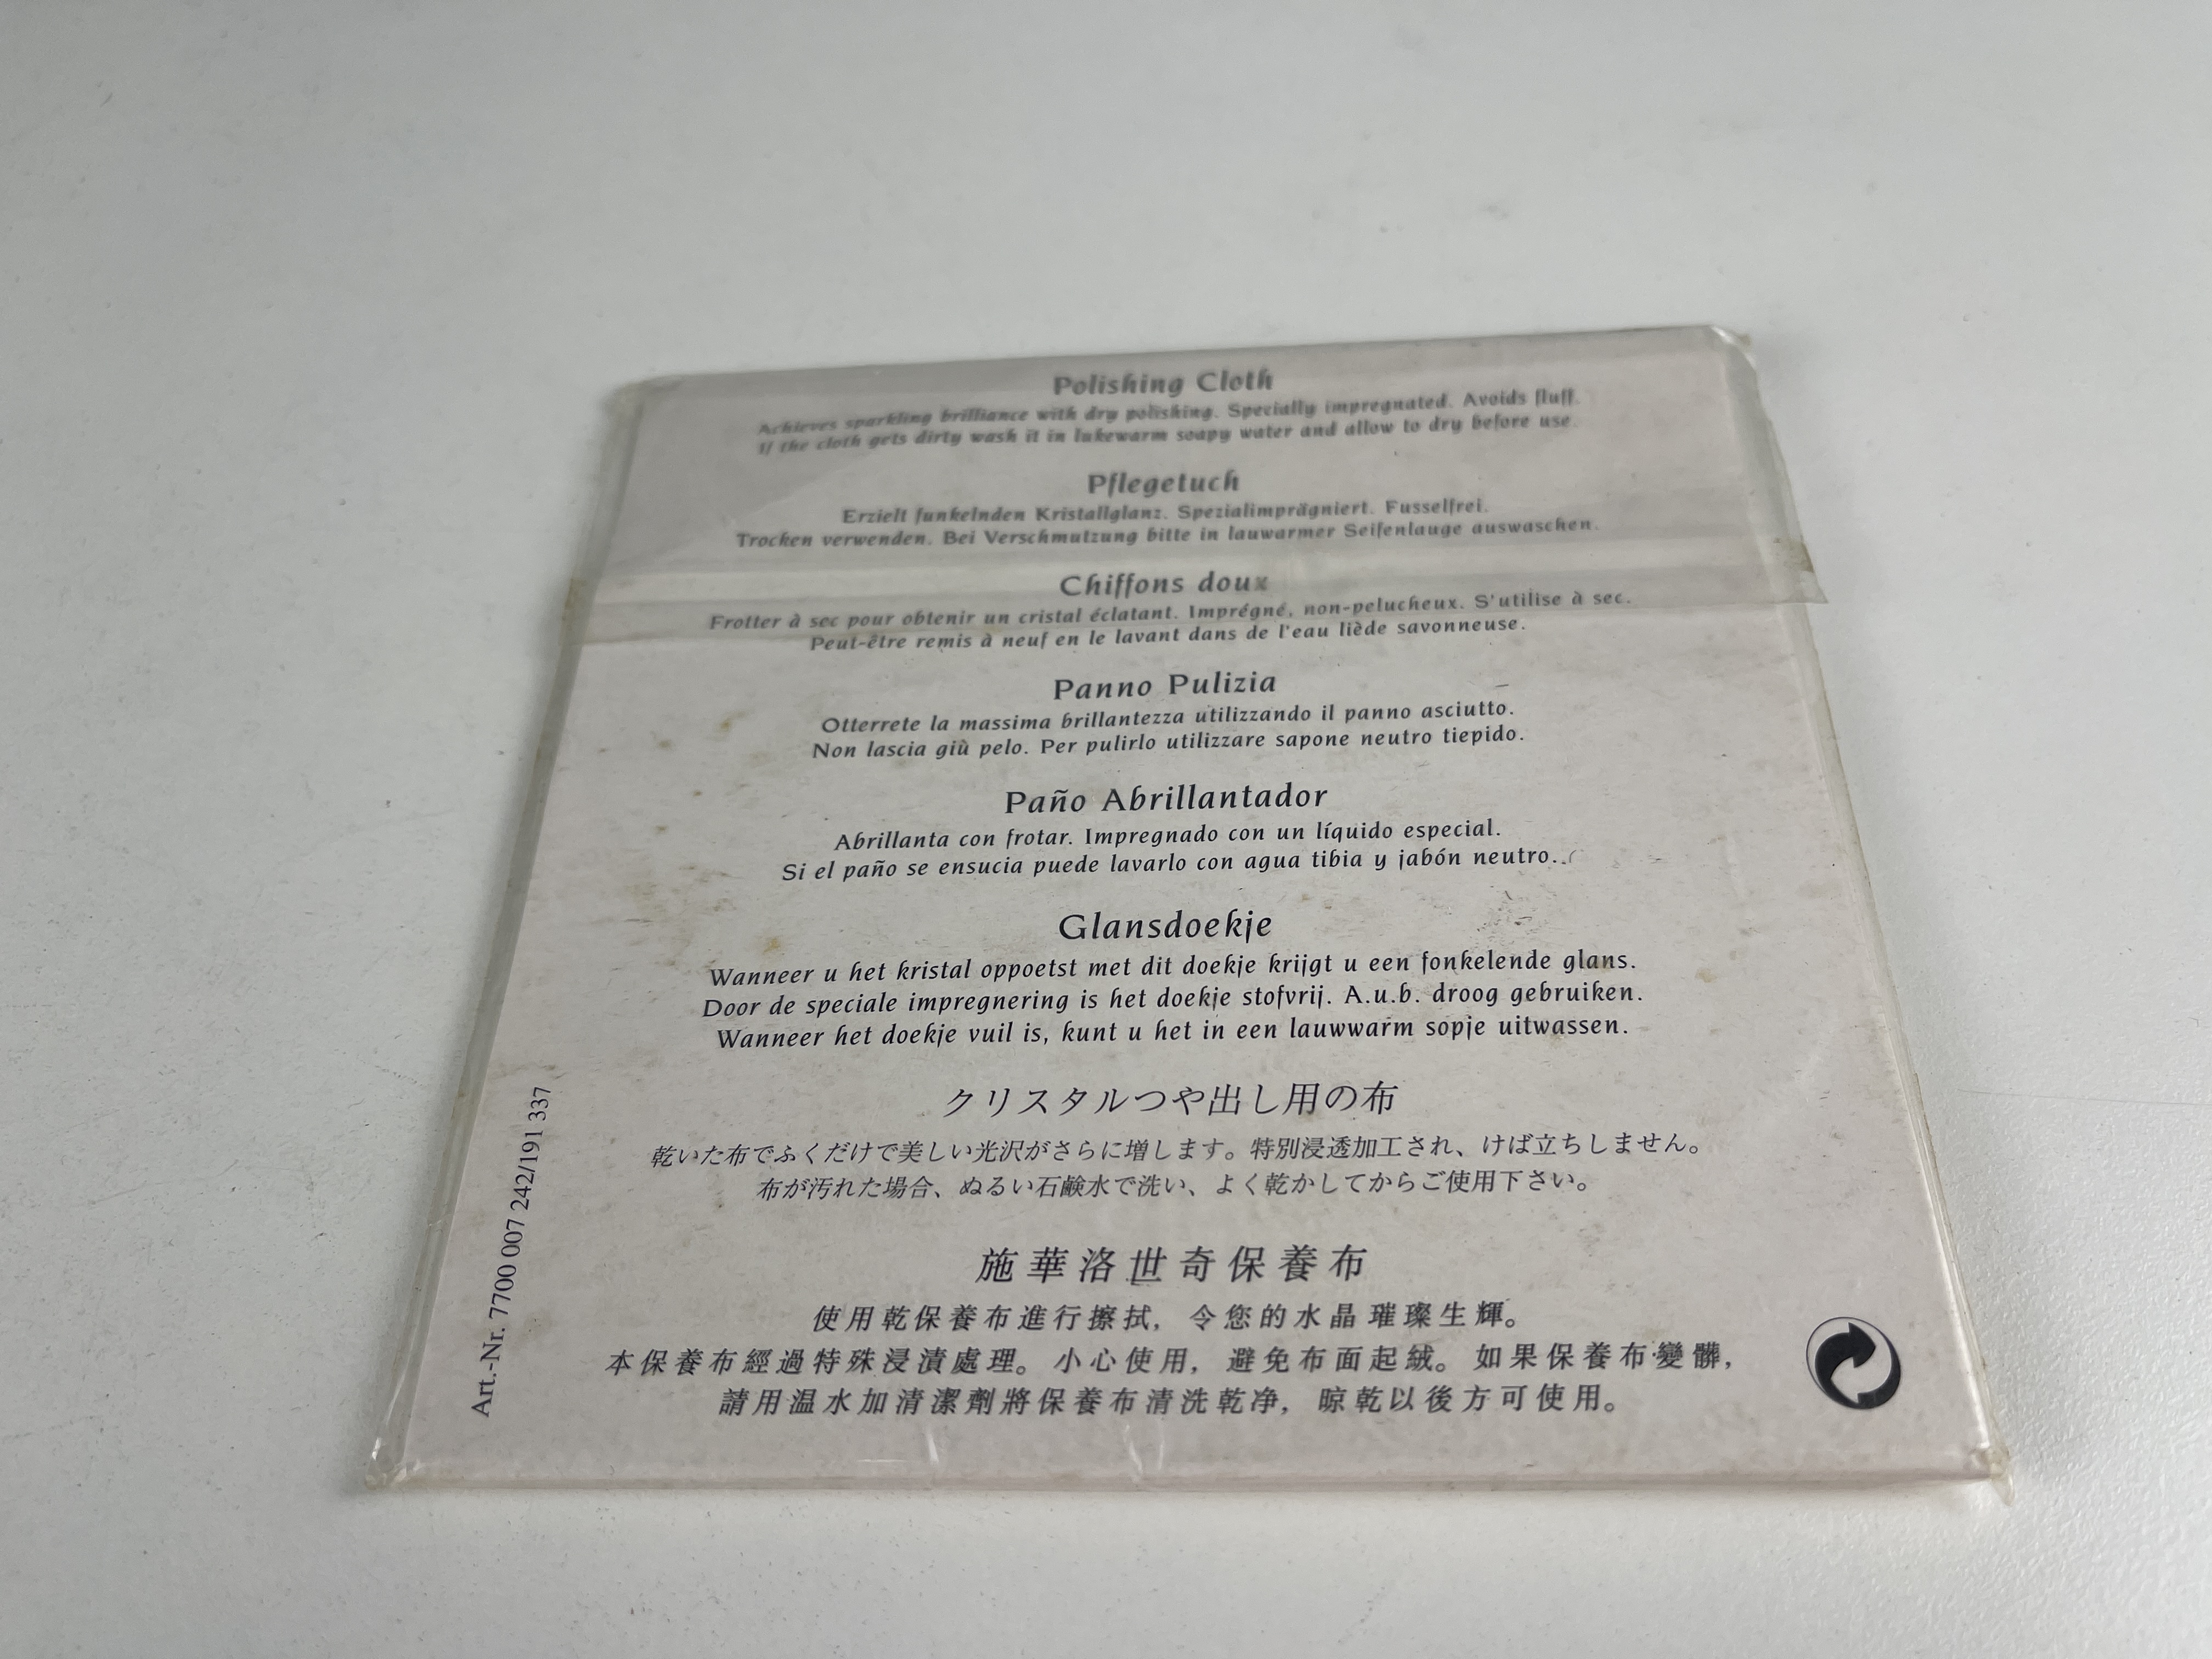 Polishing Cloth
Achieves sparkling brilliance with dry polishing. Specially impregnated. Avoids fluff.
If the cloth gets dirty wash it in lukewarm soapy water and allow to dry before use.
Pflegetuch
Erzielt funkelnden Kristallglanz. Spezialimprägniert. Fusselfrei.
Trocken verwenden. Bei Verschmutzung bitte in lauwarmer Seifenlauge auswaschen.
Chiffons doux
Frotter à sec pour obtenir un cristal éclatant. Imprégné, non-pelucheux. S'utilise à sec.
Peut-être remis à neuf en le lavant dans de l'eau liède savonneuse.
Panno Pulizia
Otterrete la massima brillantezza utilizzando il panno asciutto.
Non lascia giù pelo. Per pulirlo utilizzare sapone neutro tiepido.
Paño Abrillantador
Abrillanta con frotar. Impregnado con un líquido especial.
Si el paño se ensucia puede lavarlo con agua tibia y jabón neutro..
Glansdoekje
Wanneer u het kristal oppoetst met dit doekje krijgt u een fonkelende glans.
Door de speciale impregnering is het doekje stofvrij. A.u.b. droog gebruiken.
Wanneer het doekje vuil is, kunt u het in een lauwwarm sopje uitwassen.
クリスタルつや出し用の布
乾いた布でふくだけで美しい光沢がさらに増します。特別浸透加工され、けば立ちしません。
布が汚れた場合、ぬるい石鹸水で洗い、よく乾かしてからご使用下さい。
施華洛世奇保養布
使用乾保養布進行擦拭，令您的水晶璀璨生輝。
本保養布經過特殊浸漬處理。小心使用，避免布面起絨。如果保養布變髒，
請用温水加清潔劑將保養布清洗乾净，晾乾以後方可使用。
Art.-Nr. 7700 007 242/191 337